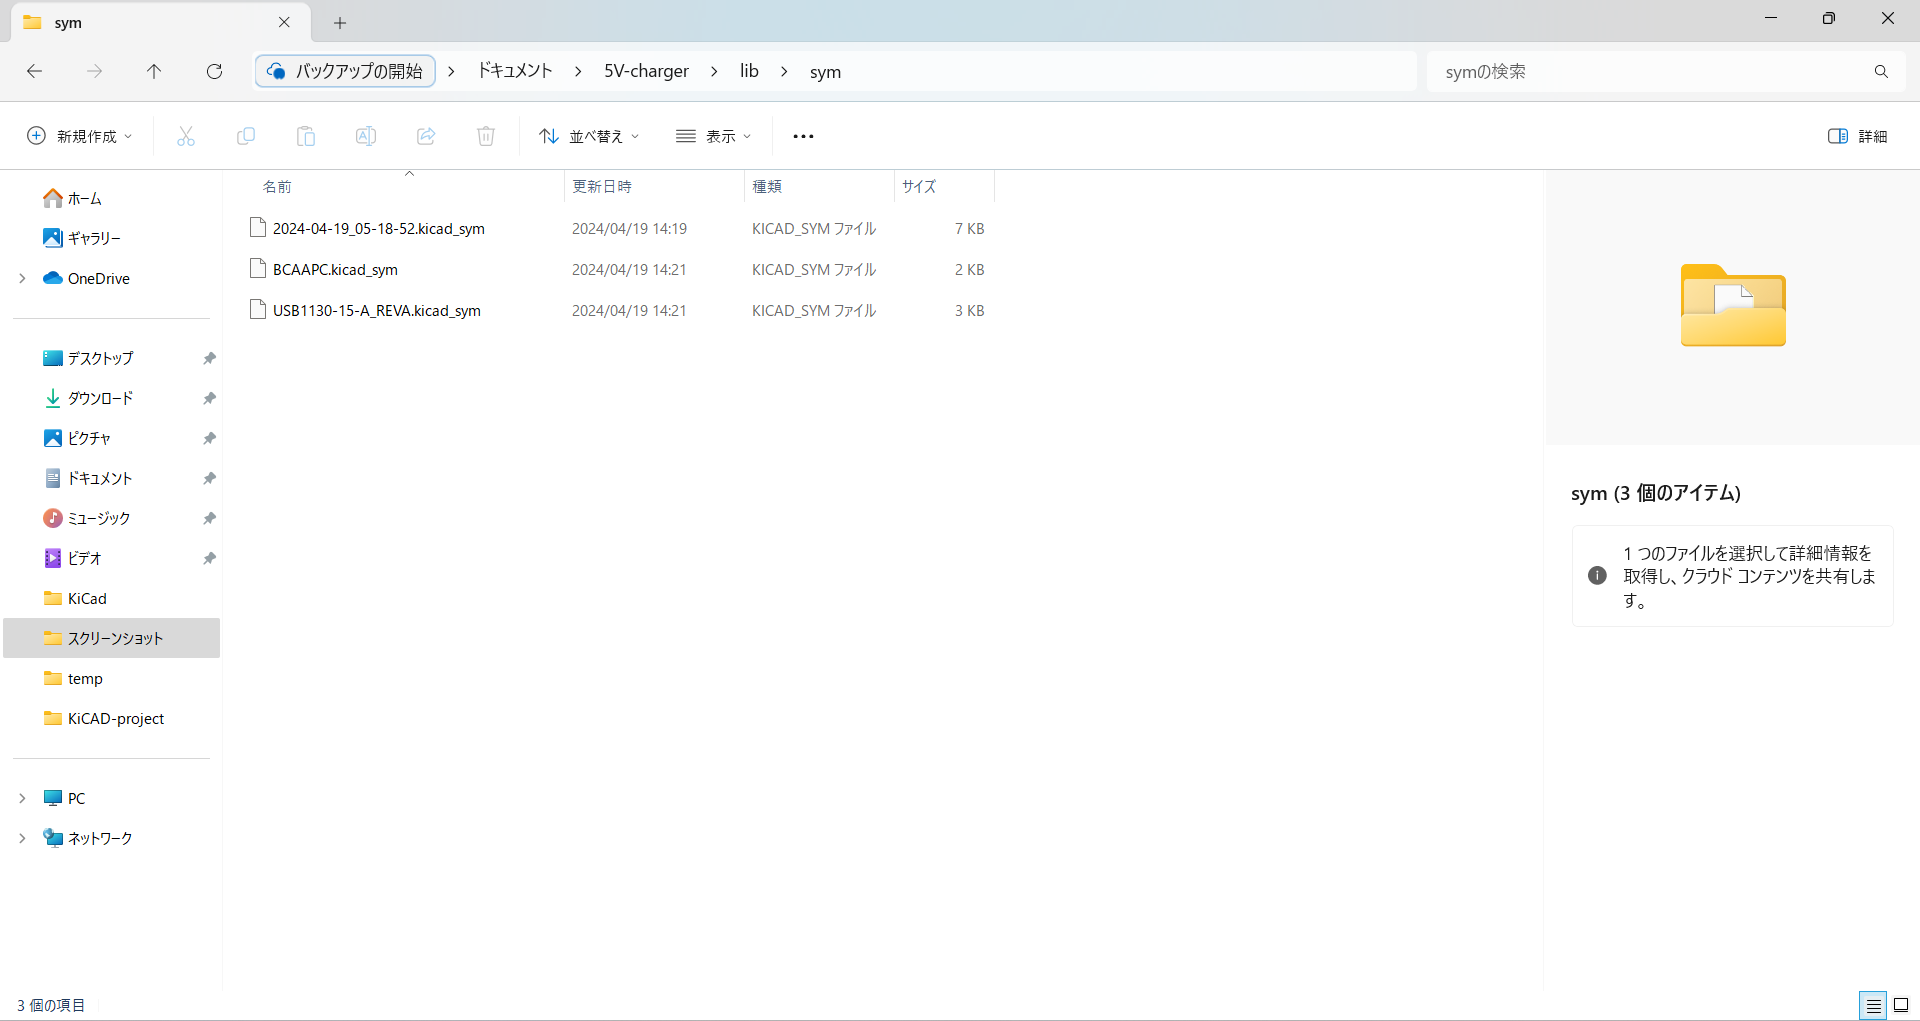 sym
バックアップの開始 > ドキュメント > 5V-charger > lib > sym
symの検索
新規作成
並べ替え
表示
詳細
ホーム
ギャラリー
OneDrive
デスクトップ
ダウンロード
ピクチャ
ドキュメント
ミュージック
ビデオ
KiCad
スクリーンショット
temp
KiCAD-project
PC
ネットワーク
名前 更新日時 種類 サイズ
2024-04-19_05-18-52.kicad_sym 2024/04/19 14:19 KICAD_SYM ファイル 7 KB
BCAAPC.kicad_sym 2024/04/19 14:21 KICAD_SYM ファイル 2 KB
USB1130-15-A_REVA.kicad_sym 2024/04/19 14:21 KICAD_SYM ファイル 3 KB
sym (3 個のアイテム)
1 つのファイルを選択して詳細情報を
取得し、クラウド コンテンツを共有しま
す。
3 個の項目